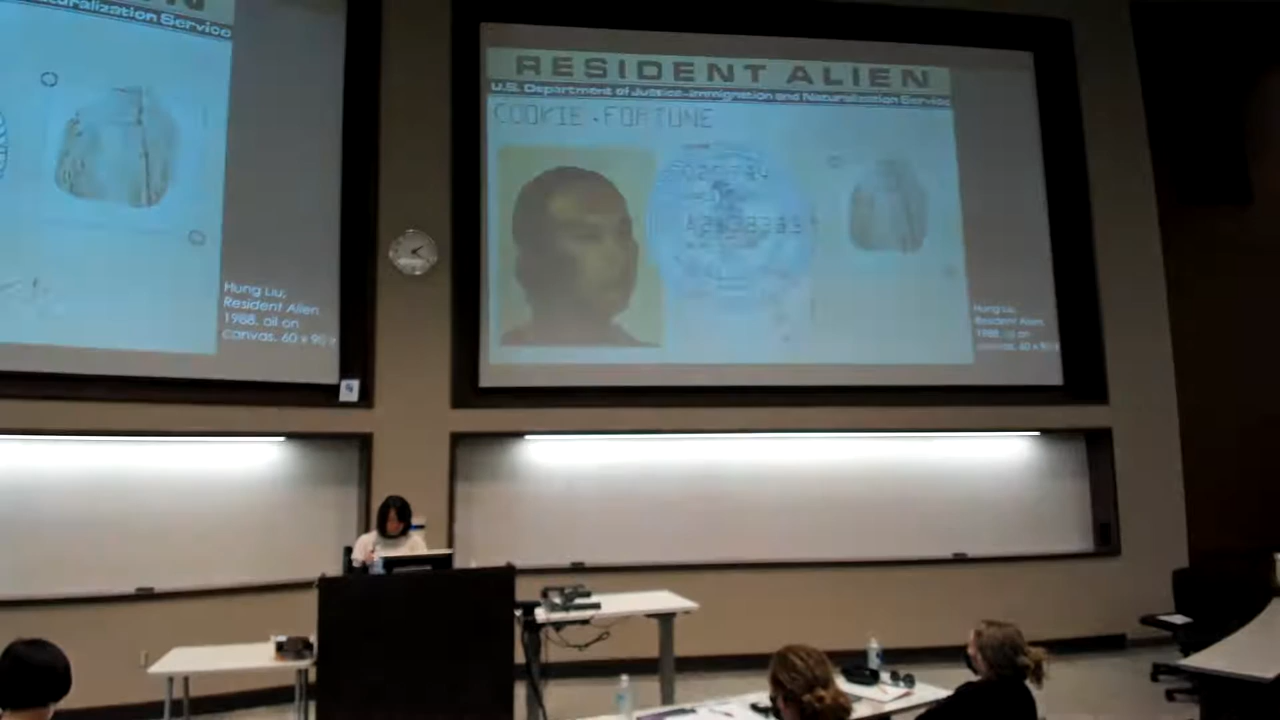 uralization Service
Hung Liu,
Resident Alien
1988, oil on
canvas, 60 x 90
RESIDENT ALIEN
U.S. Department of Justice-Immigration and Naturalization Service
COOKIE, FORTUNE
Hung Liu,
Resident Alien,
1988, oil on
canvas, 60 x 90